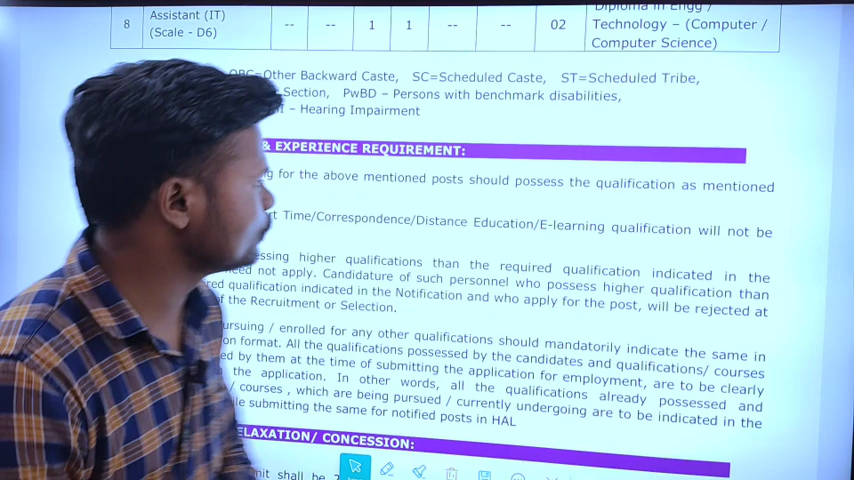 8 Assistant (IT) (Scale - D6) -- -- 1 1 -- -- 02 Diploma in Engg / Technology – (Computer / Computer Science)
OBC=Other Backward Caste, SC=Scheduled Caste, ST=Scheduled Tribe,
Section, PwBD – Persons with benchmark disabilities,
– Hearing Impairment
& EXPERIENCE REQUIREMENT:
for the above mentioned posts should possess the qualification as mentioned
Time/Correspondence/Distance Education/E-learning qualification will not be
higher qualifications than the required qualification indicated in the
need not apply. Candidature of such personnel who possess higher qualification than
qualification indicated in the Notification and who apply for the post, will be rejected at
of the Recruitment or Selection.
/ enrolled for any other qualifications should mandatorily indicate the same in
format. All the qualifications possessed by the candidates and qualifications/ courses
by them at the time of submitting the application for employment, are to be clearly
the application. In other words, all the qualifications already possessed and
/ courses , which are being pursued / currently undergoing are to be indicated in the
submitting the same for notified posts in HAL
RELAXATION/ CONCESSION:
shall be